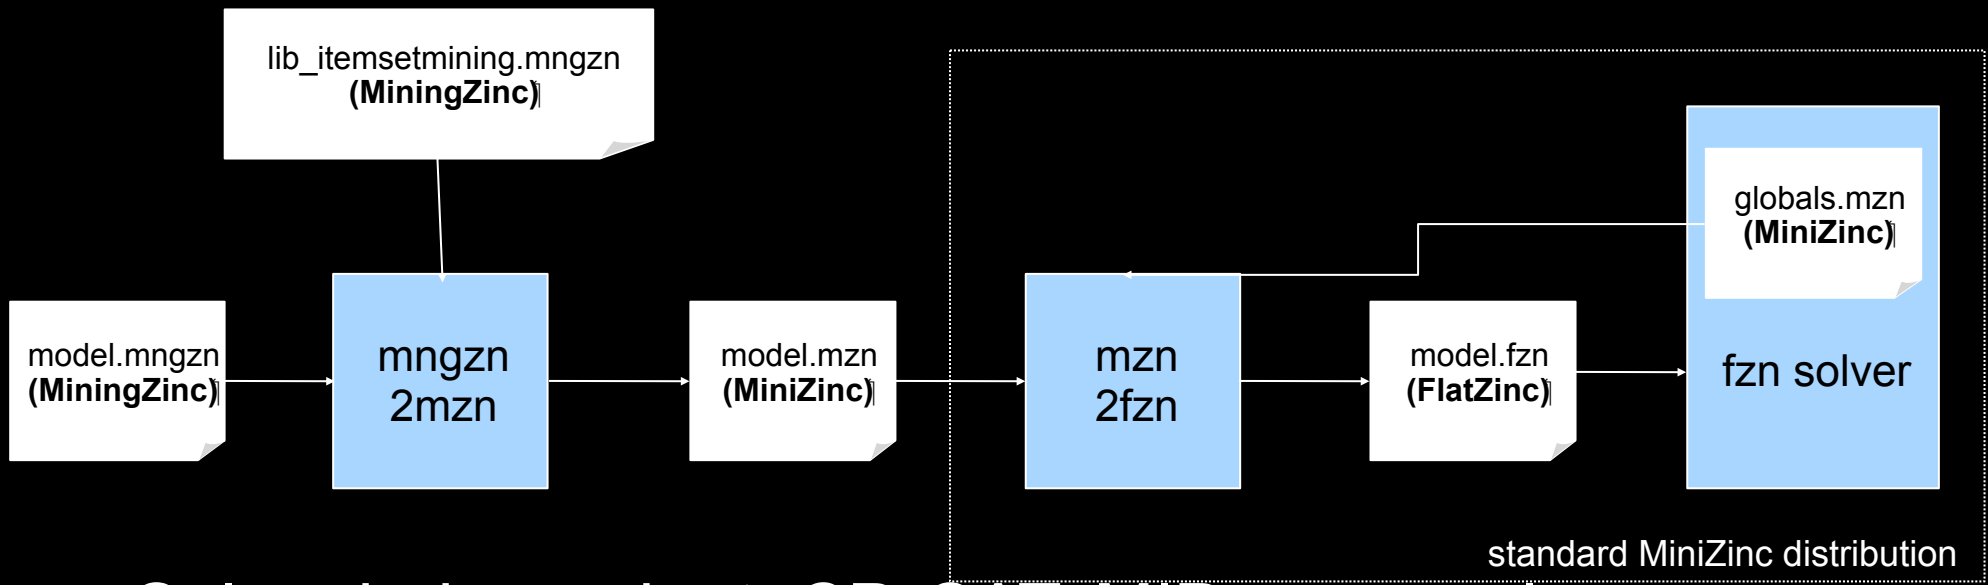 lib_itemsetmining.mngzn
(MiningZinc)
globals.mzn
(MiniZinc)
model.mngzn
(MiningZinc)
mngzn
2mzn
model.mzn
(MiniZinc)
mzn
2fzn
model.fzn
(FlatZinc)
fzn solver
standard MiniZinc distribution